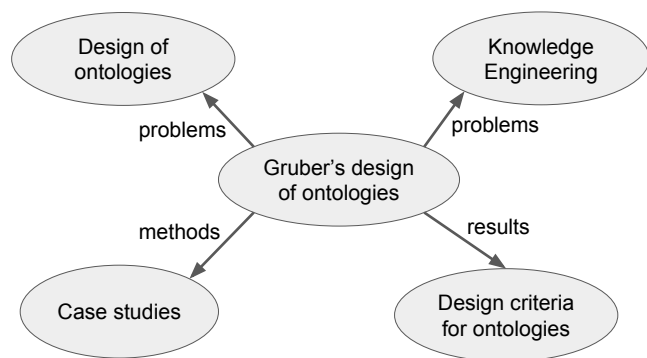 Design of
ontologies
Knowledge
Engineering
problems
problems
Gruber’s design
of ontologies
methods
results
Case studies
Design criteria
for ontologies